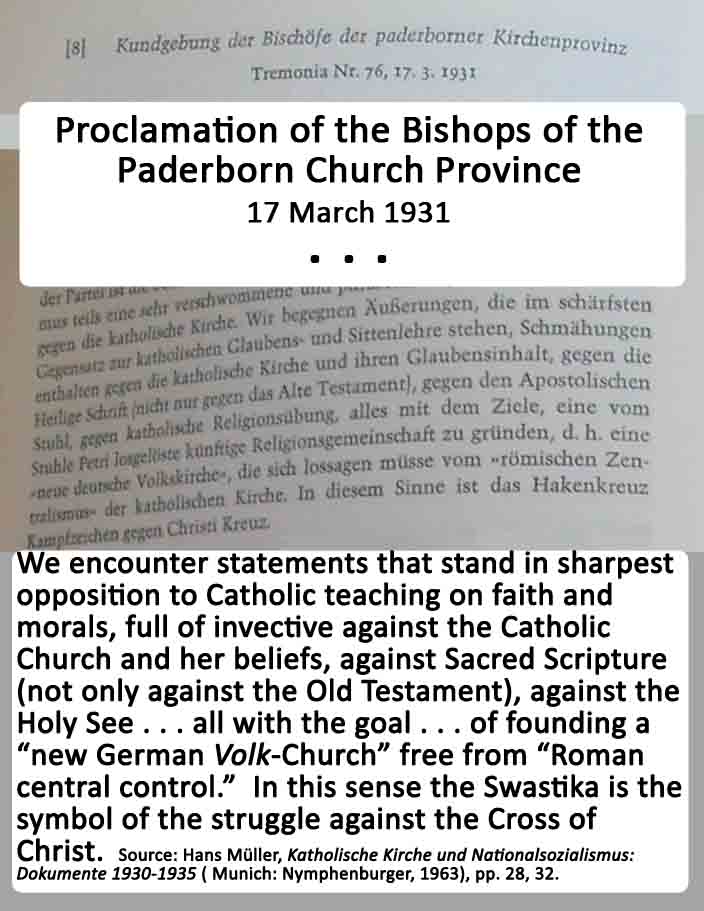 [8] Kundgebung der Bischöfe der paderborner Kirchenprovinz
Tremonia Nr. 76, 17. 3. 1931
Proclamation of the Bishops of the
Paderborn Church Province
17 March 1931
. . .
der Partei ist die
mus teils eine sehr verschwommene und
gegen die katholische Kirche. Wir begegnen Äußerungen, die im schärfsten
Gegensatz zur katholischen Glaubens- und Sittenlehre stehen, Schmähungen
enthalten gegen die katholische Kirche und ihren Glaubensinhalt, gegen die
Heilige Schrift (nicht nur gegen das Alte Testament), gegen den Apostolischen
Stuhl, gegen katholische Religionsübung, alles mit dem Ziele, eine vom
Stuhle Petri losgelöste künftige Religionsgemeinschaft zu gründen, d. h. eine
»neue deutsche Volkskirche«, die sich lossagen müsse vom »römischen Zen-
tralismus« der katholischen Kirche. In diesem Sinne ist das Hakenkreuz
Kampfzeichen gegen Christi Kreuz.
We encounter statements that stand in sharpest
opposition to Catholic teaching on faith and
morals, full of invective against the Catholic
Church and her beliefs, against Sacred Scripture
(not only against the Old Testament), against the
Holy See . . . all with the goal . . . of founding a
“new German Volk-Church” free from “Roman
central control.” In this sense the Swastika is the
symbol of the struggle against the Cross of
Christ. Source: Hans Müller, Katholische Kirche und Nationalsozialismus:
Dokumente 1930-1935 ( Munich: Nymphenburger, 1963), pp. 28, 32.